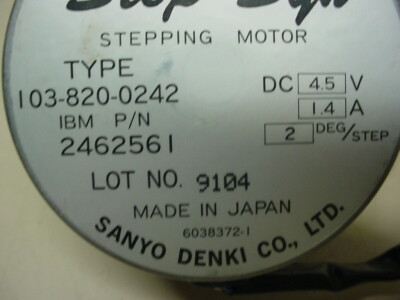 STEPPING MOTOR
TYPE
103-820-0242
DC 4.5 V
1.4 A
IBM P/N
2 DEG/STEP
2462561
LOT NO. 9104
MADE IN JAPAN
6038372-1
SANYO DENKI CO., LTD.